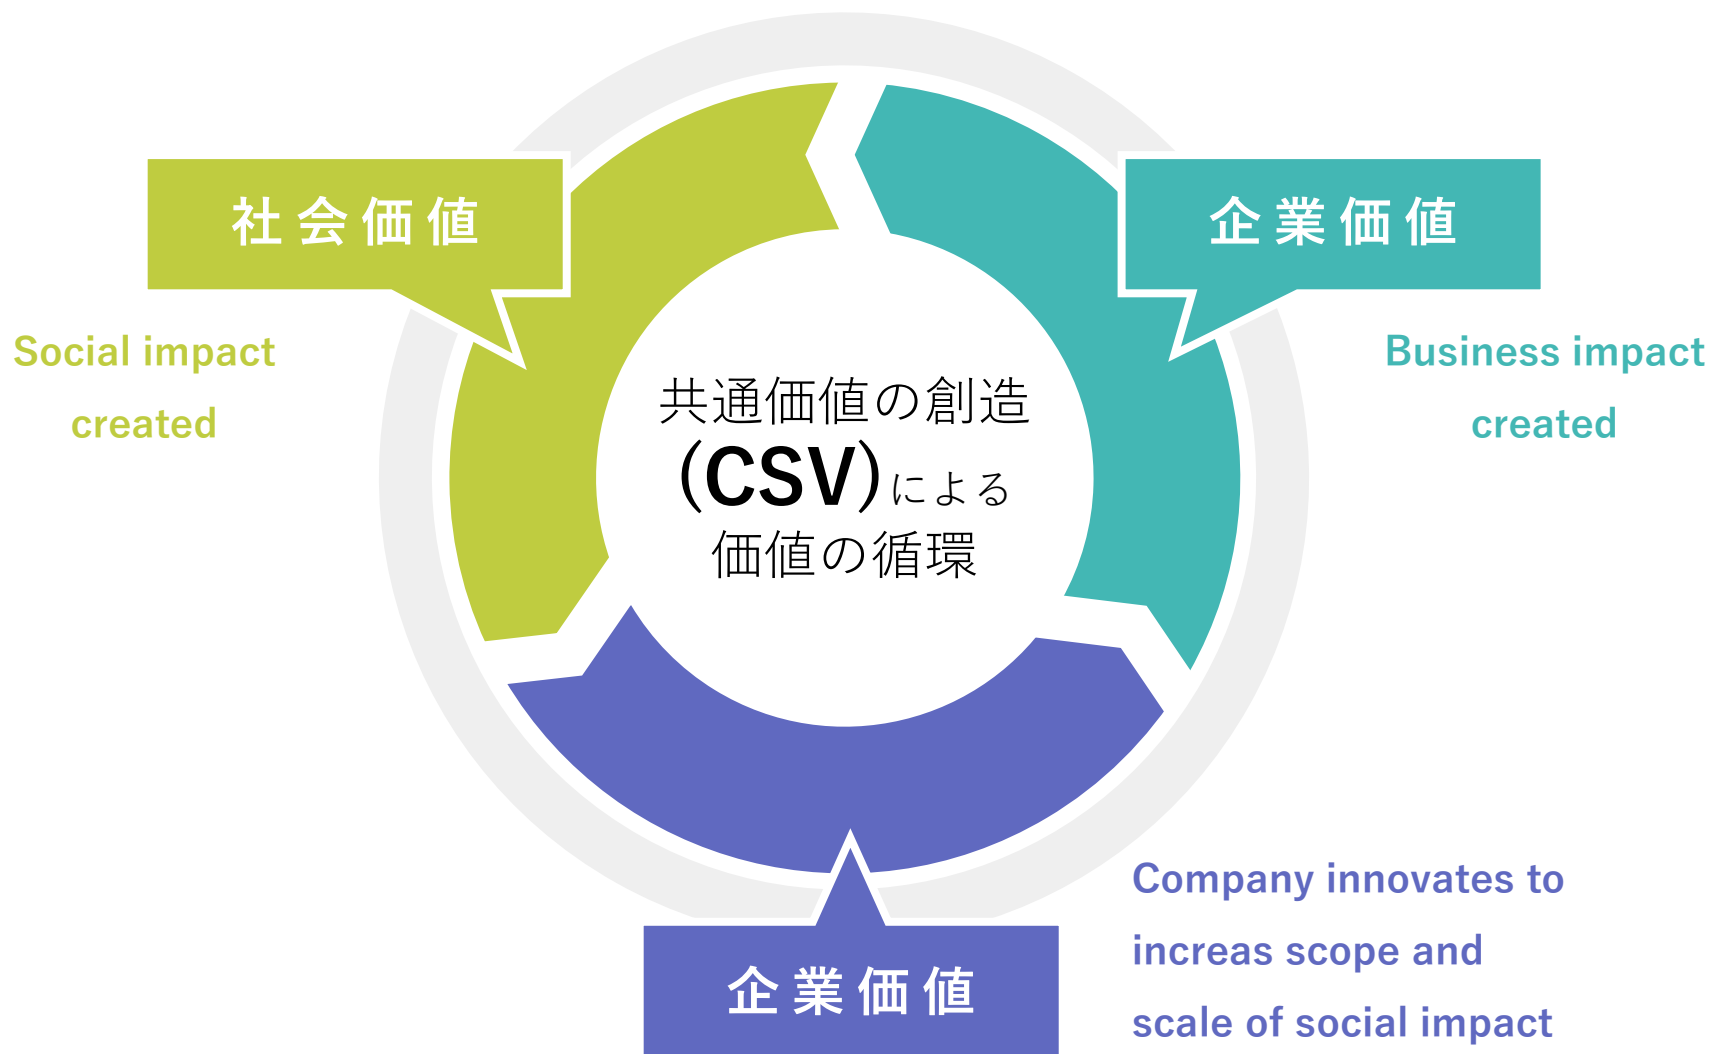 社会価値
Social impact
created
企業価値
Business impact
created
共通価値の創造
(CSV)による
価値の循環
企業価値
Company innovates to
increas scope and
scale of social impact